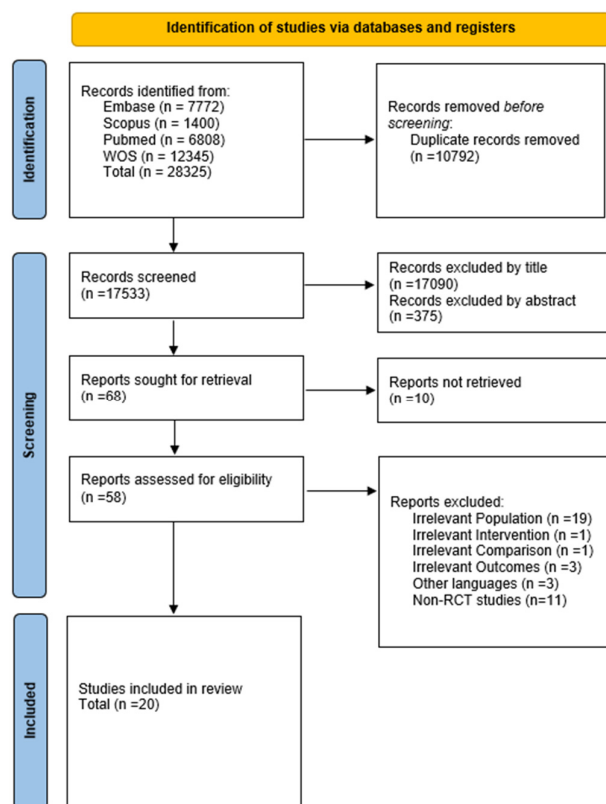 Identification of studies via databases and registers
Identification
Records identified from:
Embase (n = 7772)
Scopus (n = 1400)
Pubmed (n = 6808)
WOS (n = 12345)
Total (n = 28325)
Records removed before
screening:
Duplicate records removed
(n =10792)
Screening
Records screened
(n =17533)
Records excluded by title
(n =17090)
Records excluded by abstract
(n =375)
Reports sought for retrieval
(n =68)
Reports not retrieved
(n =10)
Reports assessed for eligibility
(n =58)
Reports excluded:
Irrelevant Population (n =19)
Irrelevant Intervention (n =1)
Irrelevant Comparison (n =1)
Irrelevant Outcomes (n =3)
Other languages (n =3)
Non-RCT studies (n=11)
Included
Studies included in review
Total (n =20)